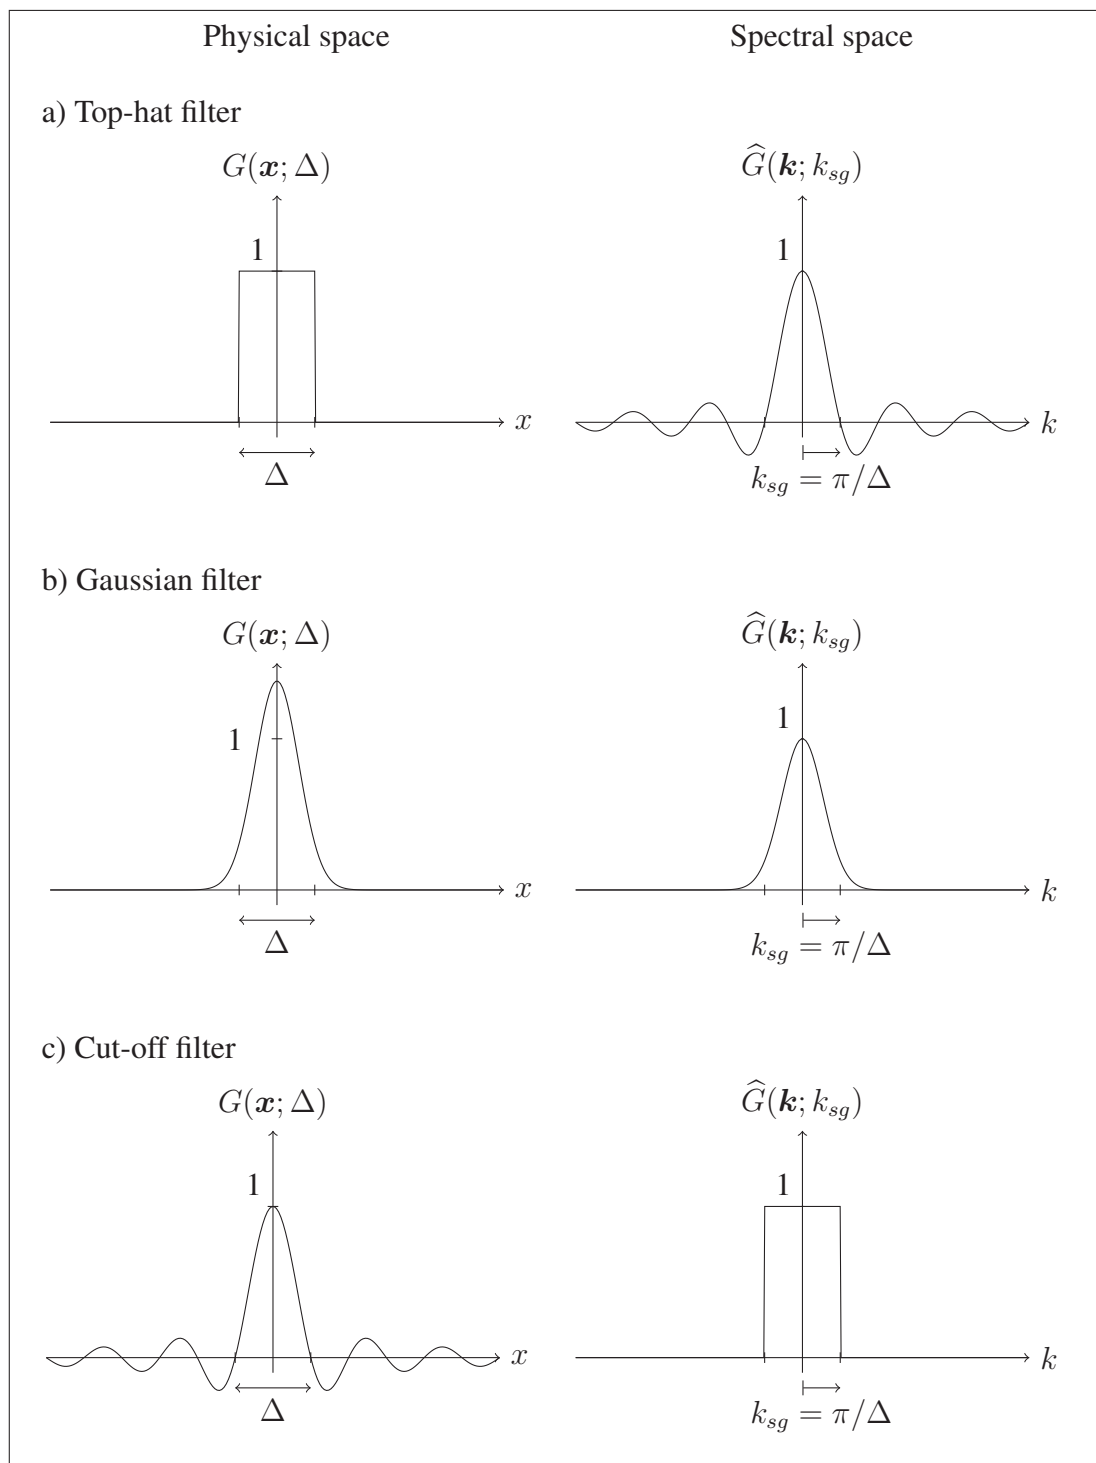 Physical space
Spectral space
a) Top-hat filter
G(x; Δ)
1
x
Δ
Ĝ(k; k_sg)
1
k
k_sg = π/Δ
b) Gaussian filter
G(x; Δ)
1
x
Δ
Ĝ(k; k_sg)
1
k
k_sg = π/Δ
c) Cut-off filter
G(x; Δ)
1
x
Δ
Ĝ(k; k_sg)
1
k
k_sg = π/Δ